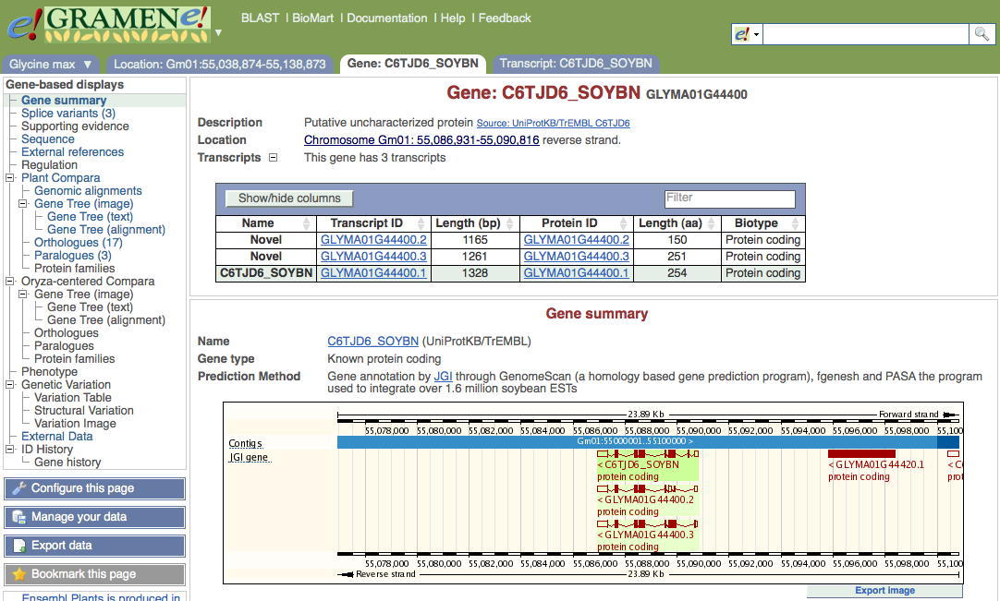 e! GRAMENE e!
BLAST | BioMart | Documentation | Help | Feedback
e!
Glycine max ▼
Location: Gm01:55,038,874-55,138,873
Gene: C6TJD6_SOYBN
Transcript: C6TJD6_SOYBN
Gene-based displays
Gene summary
Splice variants (3)
Supporting evidence
Sequence
External references
Regulation
Plant Compara
Genomic alignments
Gene Tree (image)
Gene Tree (text)
Gene Tree (alignment)
Orthologues (17)
Paralogues (3)
Protein families
Oryza-centered Compara
Gene Tree (image)
Gene Tree (text)
Gene Tree (alignment)
Orthologues
Paralogues
Protein families
Phenotype
Genetic Variation
Variation Table
Structural Variation
Variation Image
External Data
ID History
Gene history
Configure this page
Manage your data
Export data
Bookmark this page
Ensembl Plants is produced in
Gene: C6TJD6_SOYBN GLYMA01G44400
Description Putative uncharacterized protein Source: UniProtKB/TrEMBL C6TJD6
Location Chromosome Gm01: 55,086,931-55,090,816 reverse strand.
Transcripts This gene has 3 transcripts
Show/hide columns Filter
Name Transcript ID Length (bp) Protein ID Length (aa) Biotype
Novel GLYMA01G44400.2 1165 GLYMA01G44400.2 150 Protein coding
Novel GLYMA01G44400.3 1261 GLYMA01G44400.3 251 Protein coding
C6TJD6_SOYBN GLYMA01G44400.1 1328 GLYMA01G44400.1 254 Protein coding
Gene summary
Name C6TJD6_SOYBN (UniProtKB/TrEMBL)
Gene type Known protein coding
Prediction Method Gene annotation by JGI through GenomeScan (a homology based gene prediction program), fgenesh and PASA the program
used to integrate over 1.6 million soybean ESTs
23.89 Kb Forward strand
55,078,000 55,080,000 55,082,000 55,084,000 55,086,000 55,088,000 55,090,000 55,092,000 55,094,000 55,096,000 55,098,000 55,100
Contigs Gm01:55000001..55100000 >
JGI gene
< C6TJD6_SOYBN < GLYMA01G44420.1 < C
protein coding protein coding prot
< GLYMA01G44400.2
protein coding
< GLYMA01G44400.3
protein coding
55,078,000 55,080,000 55,082,000 55,084,000 55,086,000 55,088,000 55,090,000 55,092,000 55,094,000 55,096,000 55,098,000 55,100
Reverse strand 23.89 Kb
Export image